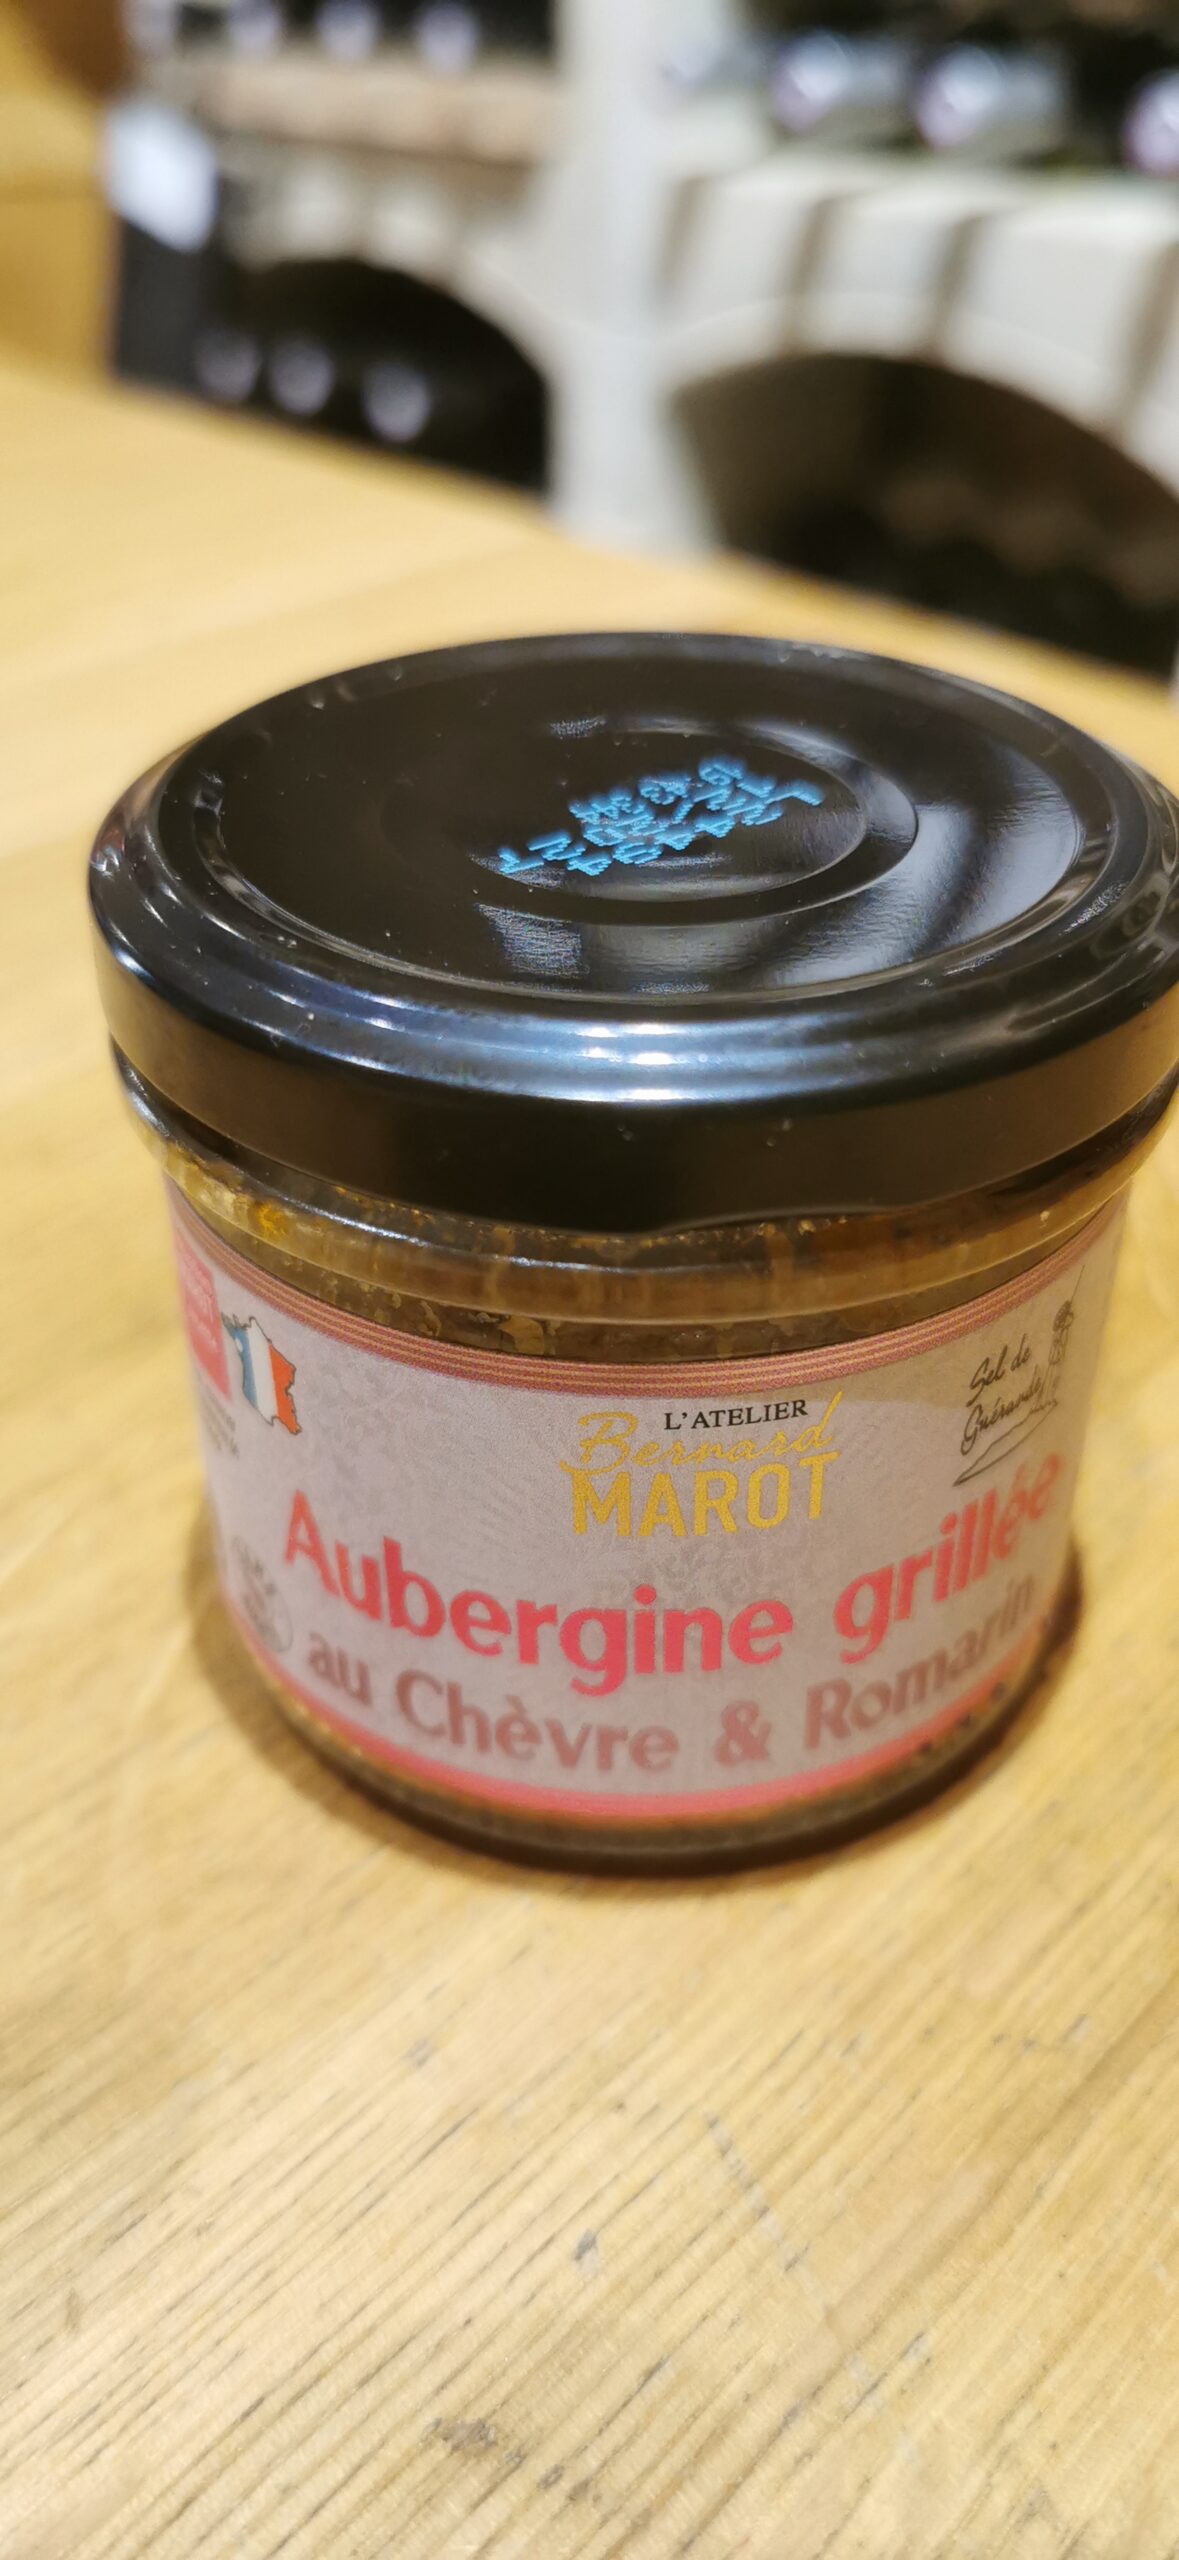 L'ATELIER
Bernard
MAROT
Sel de
Guérande
Aubergine grillée
au Chèvre & Romarin